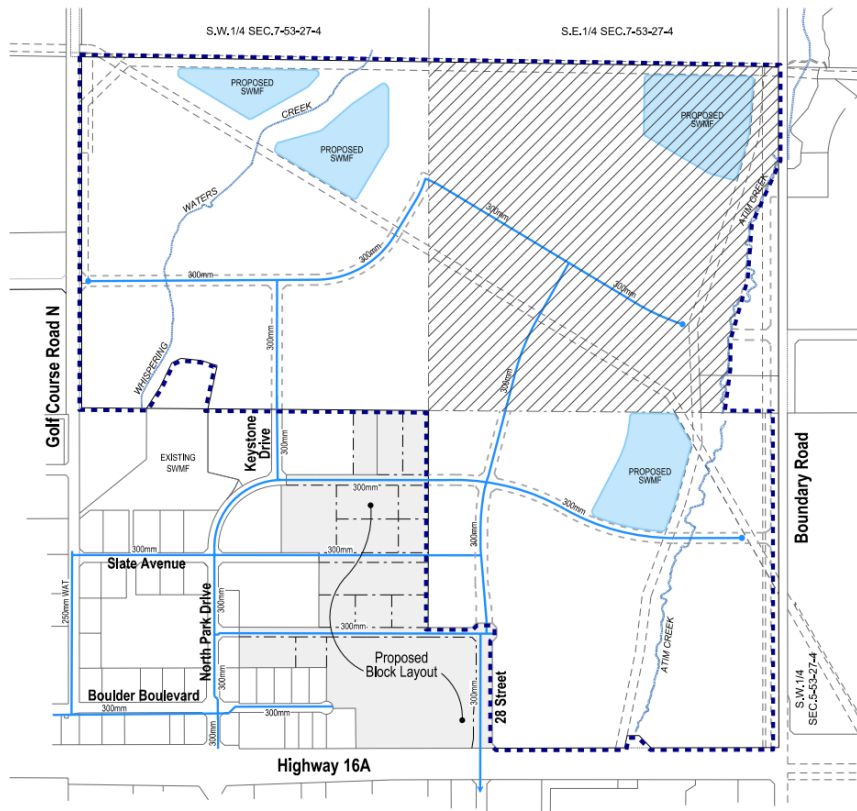 S.W.1/4 SEC.7-53-27-4
S.E.1/4 SEC.7-53-27-4
PROPOSED
SWMF
CREEK
PROPOSED
SWMF
PROPOSED
SWMF
WATERS
ATIM CREEK
300mm
300mm
300mm
300mm
300mm
300mm
WHISPERING
Golf Course Road N
Keystone
Drive
300mm
300mm
EXISTING
SWMF
PROPOSED
SWMF
Boundary Road
300mm
300mm
300mm
300mm
300mm
Slate Avenue
250mm WAT
North Park Drive
300mm
300mm
Proposed
Block Layout
ATIM CREEK
S.W.1/4
SEC.5-53-27-4
28 Street
300mm
300mm
Boulder Boulevard
300mm
300mm
300mm
Highway 16A